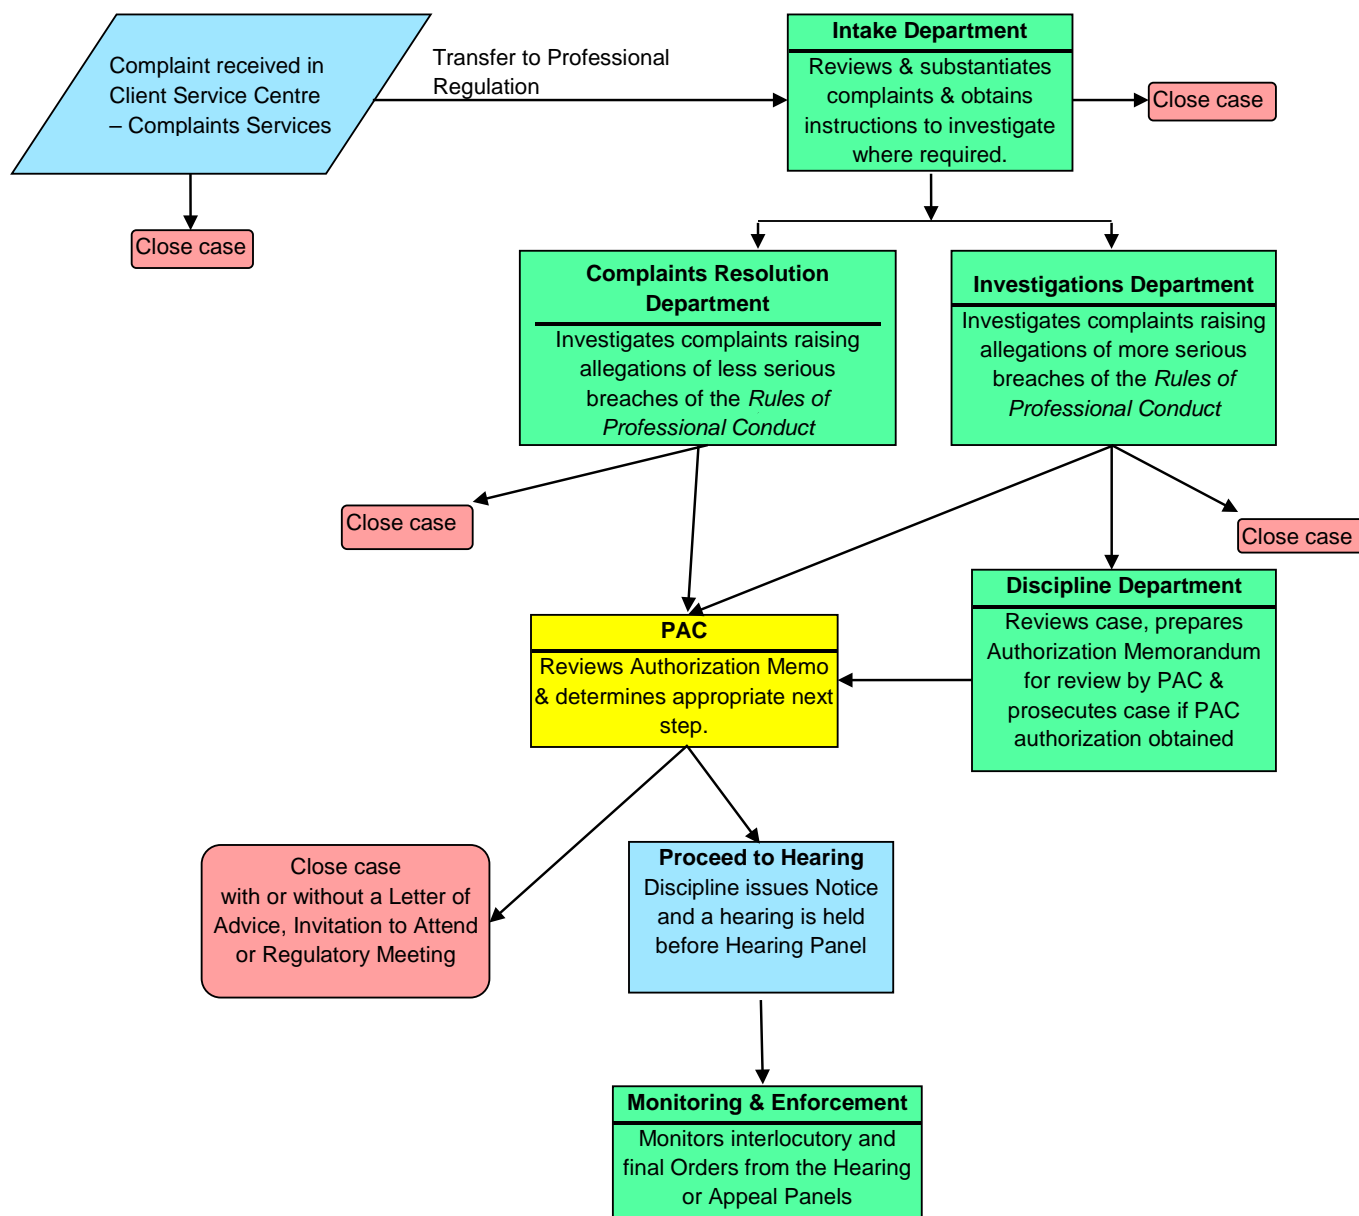 Complaint received in
Client Service Centre
– Complaints Services
Transfer to Professional
Regulation
Intake Department
Reviews & substantiates
complaints & obtains
instructions to investigate
where required.
Close case
Close case
Complaints Resolution
Department
Investigates complaints raising
allegations of less serious
breaches of the Rules of
Professional Conduct
Investigations Department
Investigates complaints raising
allegations of more serious
breaches of the Rules of
Professional Conduct
Close case
Close case
Discipline Department
Reviews case, prepares
Authorization Memorandum
for review by PAC &
prosecutes case if PAC
authorization obtained
PAC
Reviews Authorization Memo
& determines appropriate next
step.
Close case
with or without a Letter of
Advice, Invitation to Attend
or Regulatory Meeting
Proceed to Hearing
Discipline issues Notice
and a hearing is held
before Hearing Panel
Monitoring & Enforcement
Monitors interlocutory and
final Orders from the Hearing
or Appeal Panels